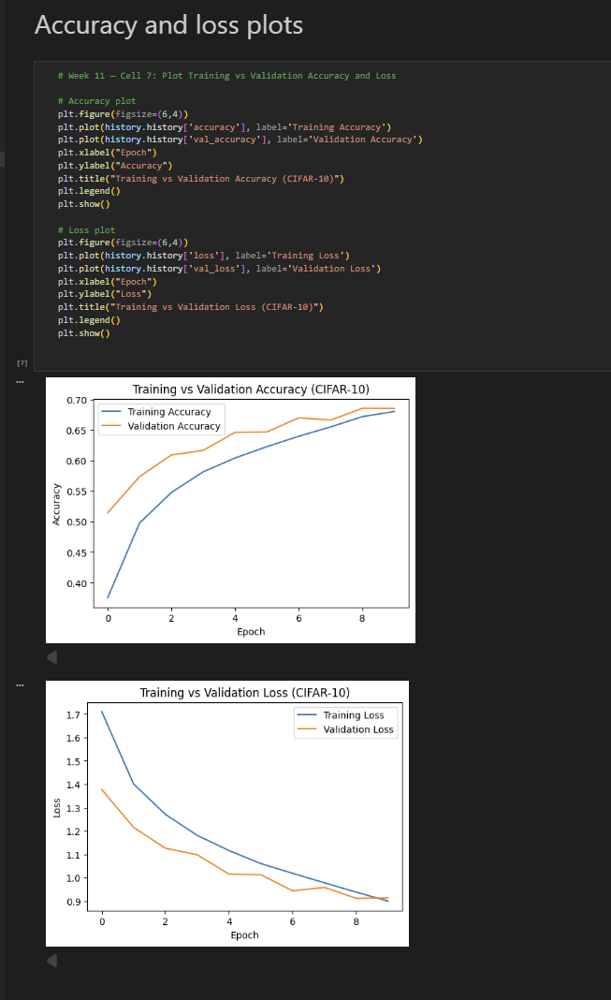 Accuracy and loss plots
# Week 11 – Cell 7: Plot Training vs Validation Accuracy and Loss
# Accuracy plot
plt.figure(figsize=(6,4))
plt.plot(history.history['accuracy'], label='Training Accuracy')
plt.plot(history.history['val_accuracy'], label='Validation Accuracy')
plt.xlabel("Epoch")
plt.ylabel("Accuracy")
plt.title("Training vs Validation Accuracy (CIFAR-10)")
plt.legend()
plt.show()
# Loss plot
plt.figure(figsize=(6,4))
plt.plot(history.history['loss'], label='Training Loss')
plt.plot(history.history['val_loss'], label='Validation Loss')
plt.xlabel("Epoch")
plt.ylabel("Loss")
plt.title("Training vs Validation Loss (CIFAR-10)")
plt.legend()
plt.show()
[7]
...
Training vs Validation Accuracy (CIFAR-10)
Training Accuracy
Validation Accuracy
0.70
0.65
0.60
0.55
0.50
0.45
0.40
Accuracy
0 2 4 6 8
Epoch
...
Training vs Validation Loss (CIFAR-10)
Training Loss
Validation Loss
1.7
1.6
1.5
1.4
1.3
1.2
1.1
1.0
0.9
Loss
0 2 4 6 8
Epoch